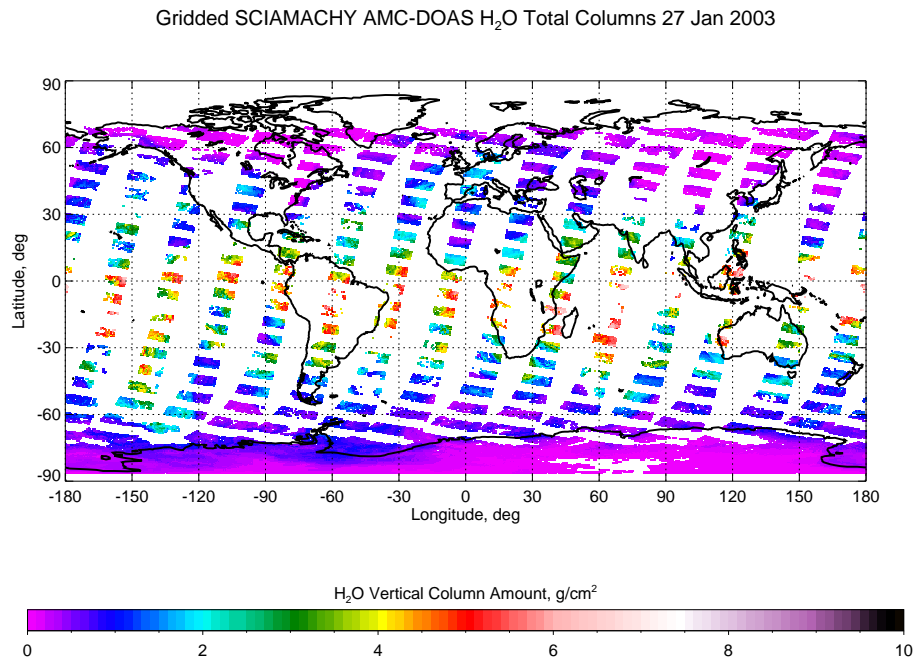 Gridded SCIAMACHY AMC-DOAS H₂O Total Columns 27 Jan 2003
90
60
30
0
-30
-60
-90
Latitude, deg
-180 -150 -120 -90 -60 -30 0 30 60 90 120 150 180
Longitude, deg
H₂O Vertical Column Amount, g/cm²
0 2 4 6 8 10